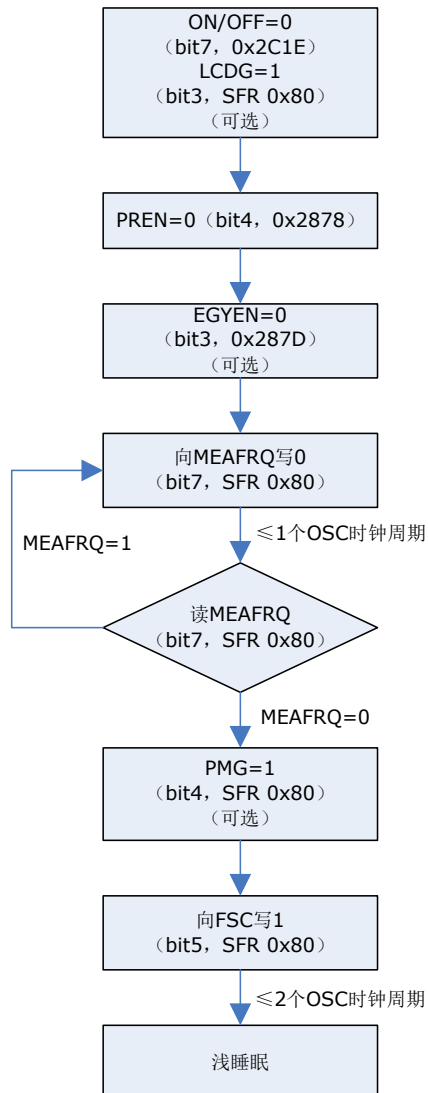 ON/OFF=0
（bit7，0x2C1E）
LCDG=1
（bit3，SFR 0x80）
（可选）
PREN=0（bit4，0x2878）
EGYEN=0
（bit3，0x287D）
（可选）
向MEAFRQ写0
（bit7，SFR 0x80）
≤1个OSC时钟周期
MEAFRQ=1
读MEAFRQ
（bit7，SFR 0x80）
MEAFRQ=0
PMG=1
（bit4，SFR 0x80）
（可选）
向FSC写1
（bit5，SFR 0x80）
≤2个OSC时钟周期
浅睡眠